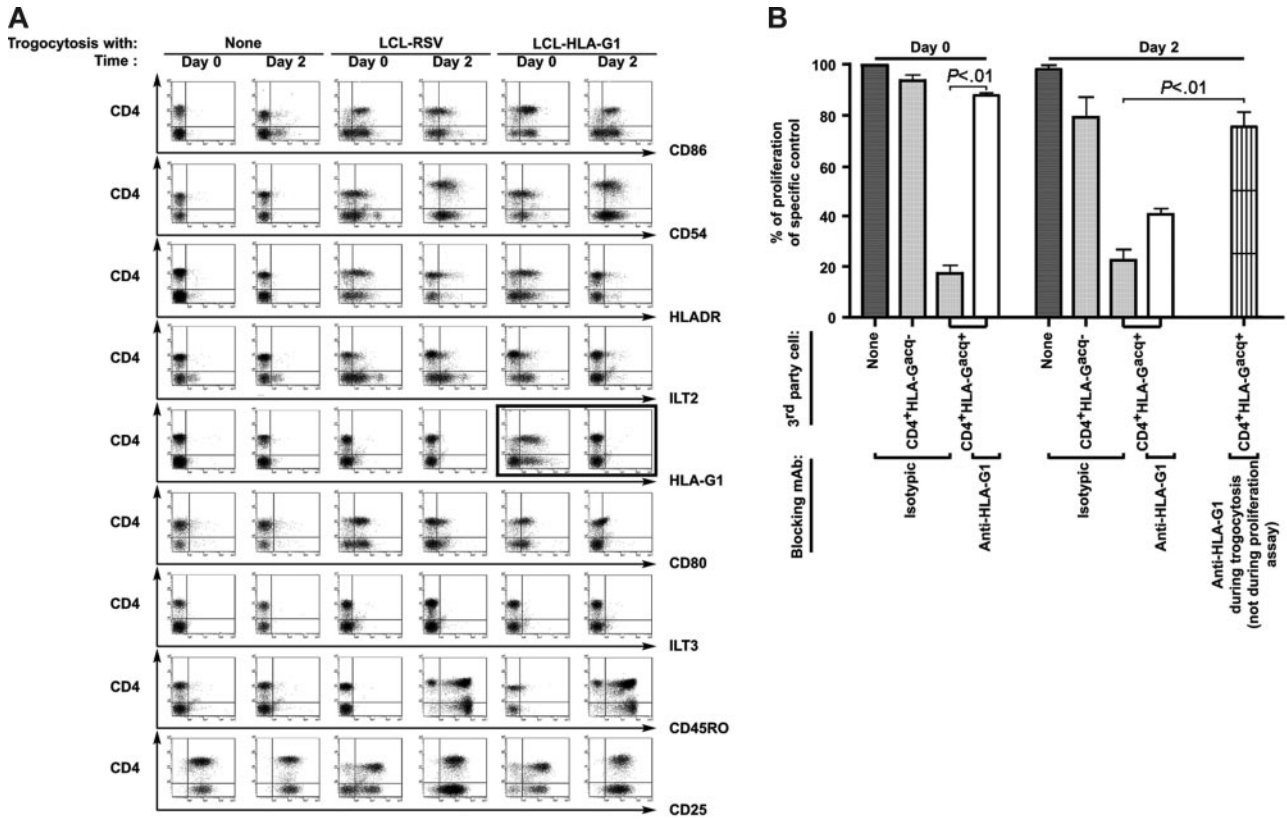 A
Trogocytosis with: None LCL-RSV LCL-HLA-G1
Time : Day 0 Day 2 Day 0 Day 2 Day 0 Day 2
CD4
CD86
CD4
CD54
CD4
HLADR
CD4
ILT2
CD4
HLA-G1
CD4
CD80
CD4
ILT3
CD4
CD45RO
CD4
CD25
B
Day 0 Day 2
P<.01
P<.01
% of proliferation
of specific control
100
80
60
40
20
0
3rd party cell:
None
CD4+HLA-Gacq-
CD4+HLA-Gacq+
None
CD4+HLA-Gacq-
CD4+HLA-Gacq+
CD4+HLA-Gacq+
Blocking mAb:
Isotypic
Anti-HLA-G1
Isotypic
Anti-HLA-G1
Anti-HLA-G1
during trogocytosis
(not during proliferation
assay)